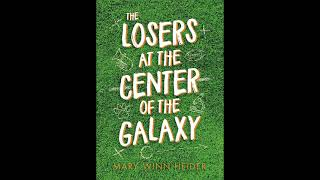 THE
LOSERS
AT THE
CENTER
OF THE
GALAXY
MARY WINN HEIDER